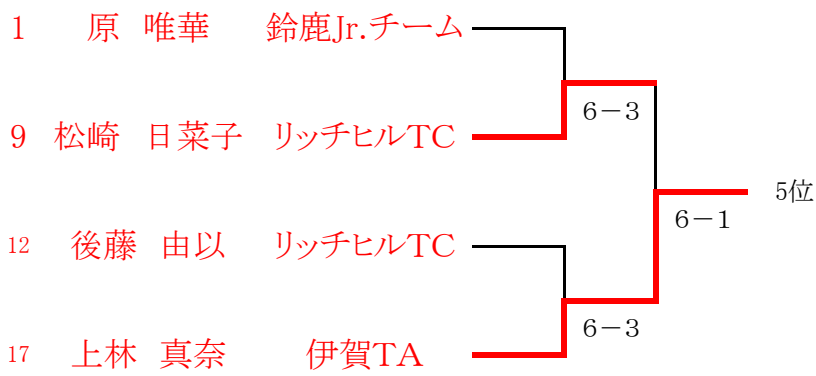 1 原 唯華 鈴鹿Jr.チーム
6－3
9 松崎 日菜子 リッチヒルTC
5位
6－1
12 後藤 由以 リッチヒルTC
6－3
17 上林 真奈 伊賀TA